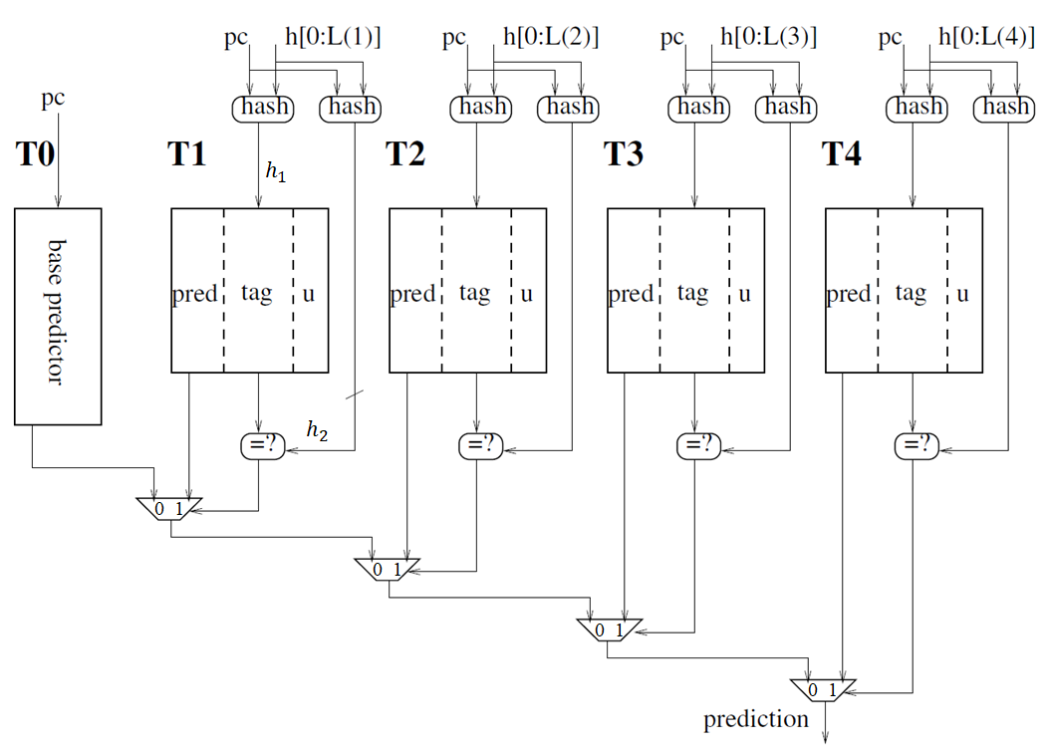 pc h[0:L(1)] pc h[0:L(2)] pc h[0:L(3)] pc h[0:L(4)]
pc hash hash hash hash hash hash hash hash
T0 T1 T2 T3 T4
h₁
base predictor
pred tag u pred tag u pred tag u pred tag u
h₂
=? =? =? =?
0 1
0 1
0 1
0 1
prediction